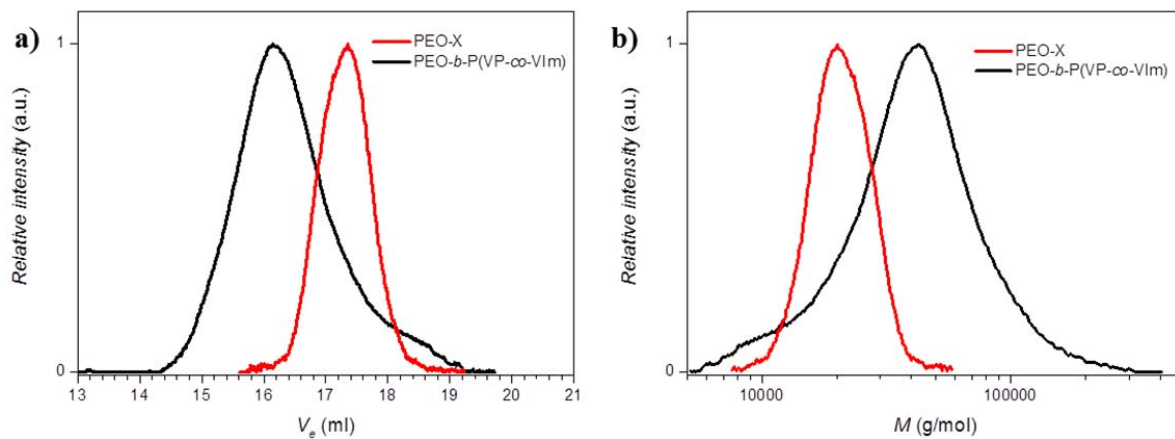 a)
PEO-X
PEO-b-P(VP-co-VIm)
Relative intensity (a.u.)
1
0
13 14 15 16 17 18 19 20 21
Vₑ (ml)
b)
PEO-X
PEO-b-P(VP-co-VIm)
Relative intensity (a.u.)
1
0
10000 100000
M (g/mol)